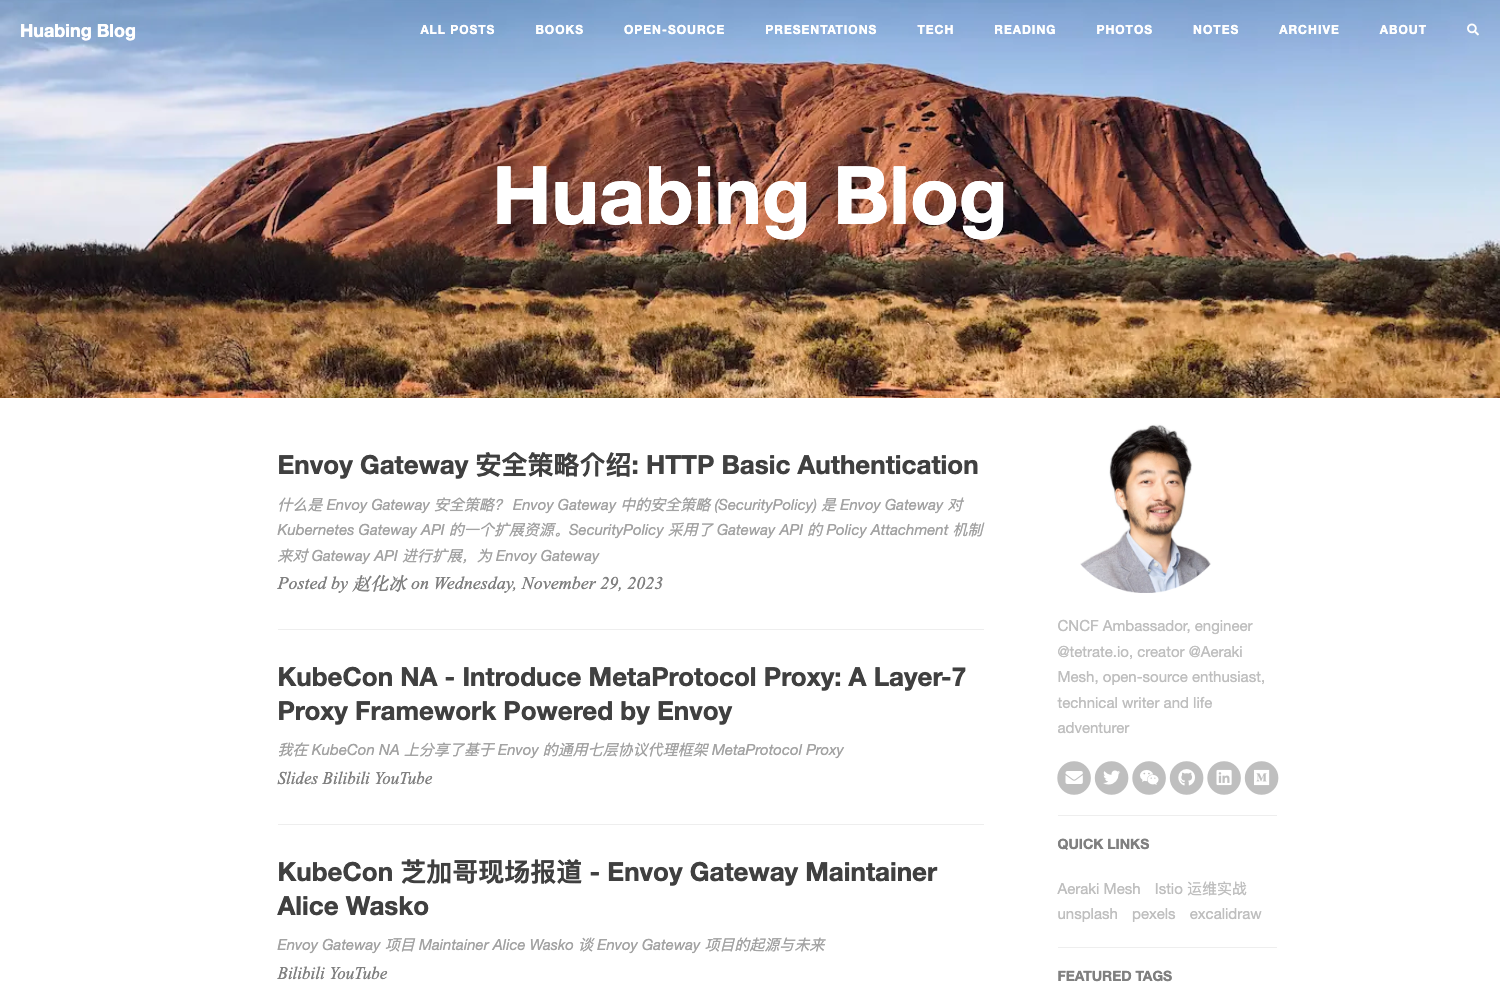 Huabing Blog
ALL POSTS BOOKS OPEN-SOURCE PRESENTATIONS TECH READING PHOTOS NOTES ARCHIVE ABOUT
Huabing Blog
Envoy Gateway 安全策略介绍: HTTP Basic Authentication
什么是 Envoy Gateway 安全策略？ Envoy Gateway 中的安全策略 (SecurityPolicy) 是 Envoy Gateway 对
Kubernetes Gateway API 的一个扩展资源。SecurityPolicy 采用了 Gateway API 的 Policy Attachment 机制
来对 Gateway API 进行扩展，为 Envoy Gateway
Posted by 赵化冰 on Wednesday, November 29, 2023
KubeCon NA - Introduce MetaProtocol Proxy: A Layer-7
Proxy Framework Powered by Envoy
我在 KubeCon NA 上分享了基于 Envoy 的通用七层协议代理框架 MetaProtocol Proxy
Slides Bilibili YouTube
KubeCon 芝加哥现场报道 - Envoy Gateway Maintainer
Alice Wasko
Envoy Gateway 项目 Maintainer Alice Wasko 谈 Envoy Gateway 项目的起源与未来
Bilibili YouTube
CNCF Ambassador, engineer
@tetrate.io, creator @Aeraki
Mesh, open-source enthusiast,
technical writer and life
adventurer
QUICK LINKS
Aeraki Mesh Istio 运维实战
unsplash pexels excalidraw
FEATURED TAGS